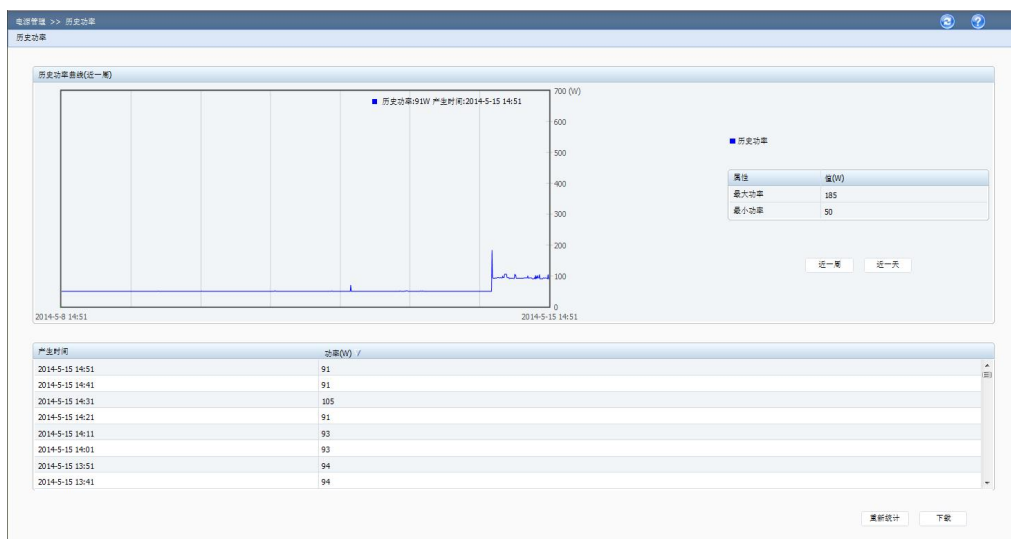 电源管理 >> 历史功率
历史功率
历史功率曲线(近一周)
700 (W)
历史功率:91W 产生时间:2014-5-15 14:51
600
500
400
300
200
100
0
2014-5-8 14:51 2014-5-15 14:51
历史功率
属性 值(W)
最大功率 185
最小功率 50
近一周 近一天
产生时间 功率(W) /
2014-5-15 14:51 91
2014-5-15 14:41 91
2014-5-15 14:31 105
2014-5-15 14:21 91
2014-5-15 14:11 93
2014-5-15 14:01 93
2014-5-15 13:51 94
2014-5-15 13:41 94
重新统计 下载